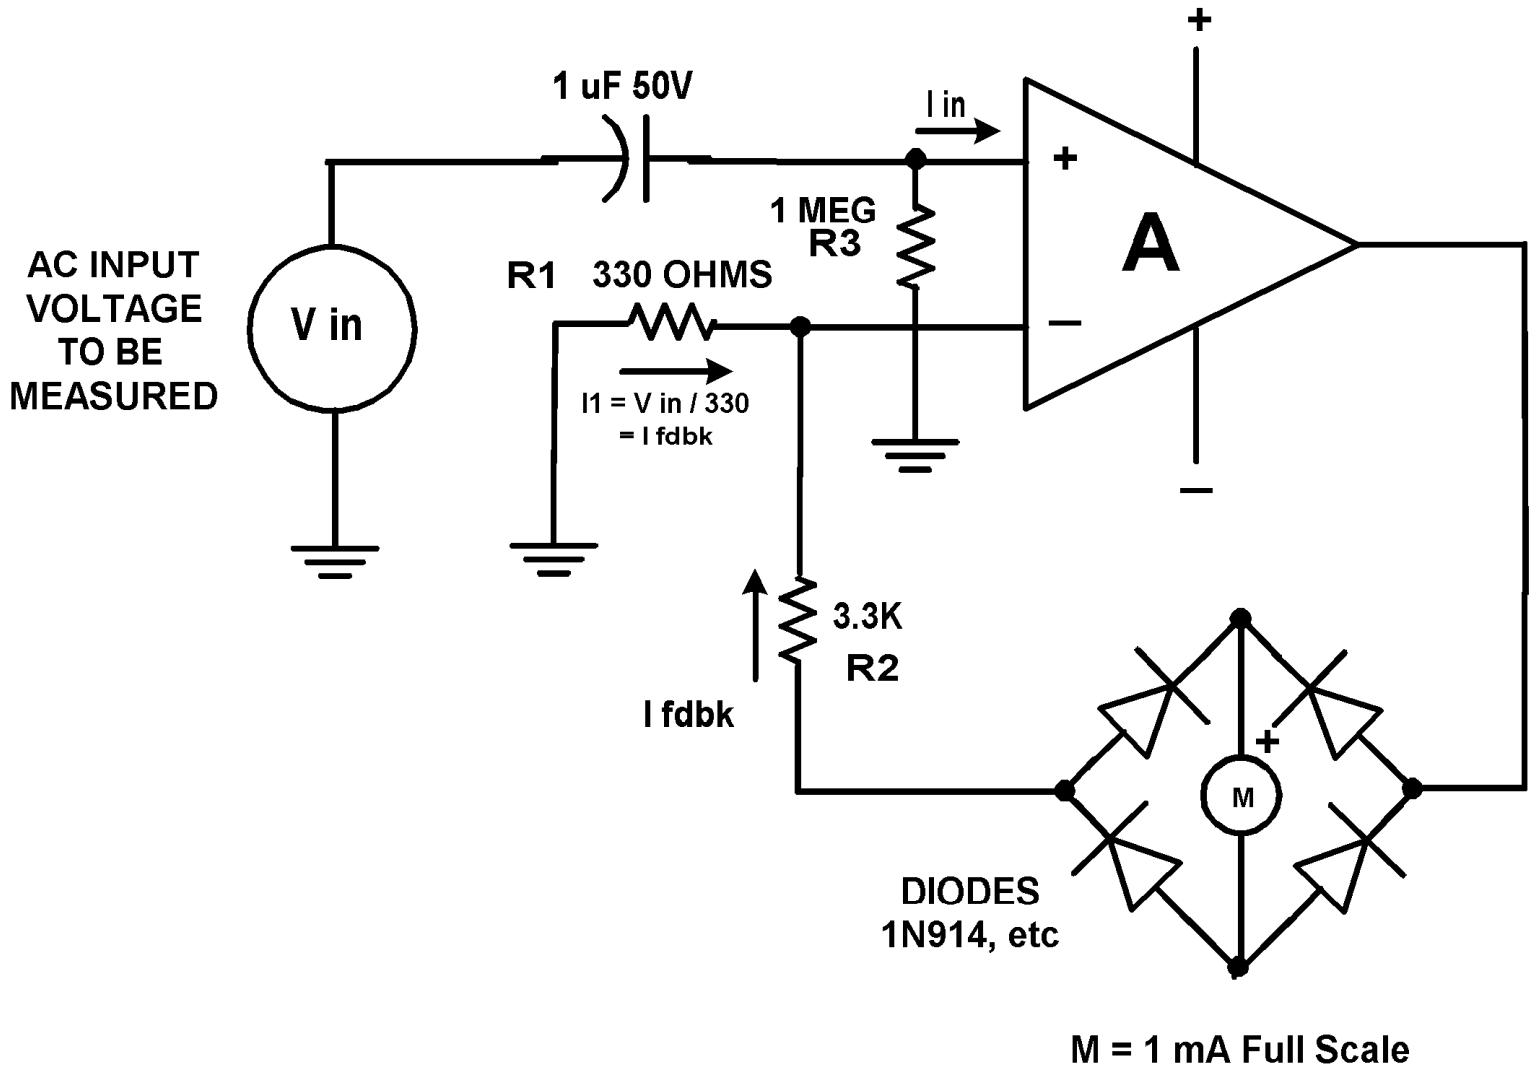 +
1 uF 50V
I in
+
1 MEG
R3
A
AC INPUT
VOLTAGE
TO BE
MEASURED
V in
R1 330 OHMS
–
I1 = V in / 330
= I fdbk
–
3.3K
R2
I fdbk
+
M
DIODES
1N914, etc
M = 1 mA Full Scale